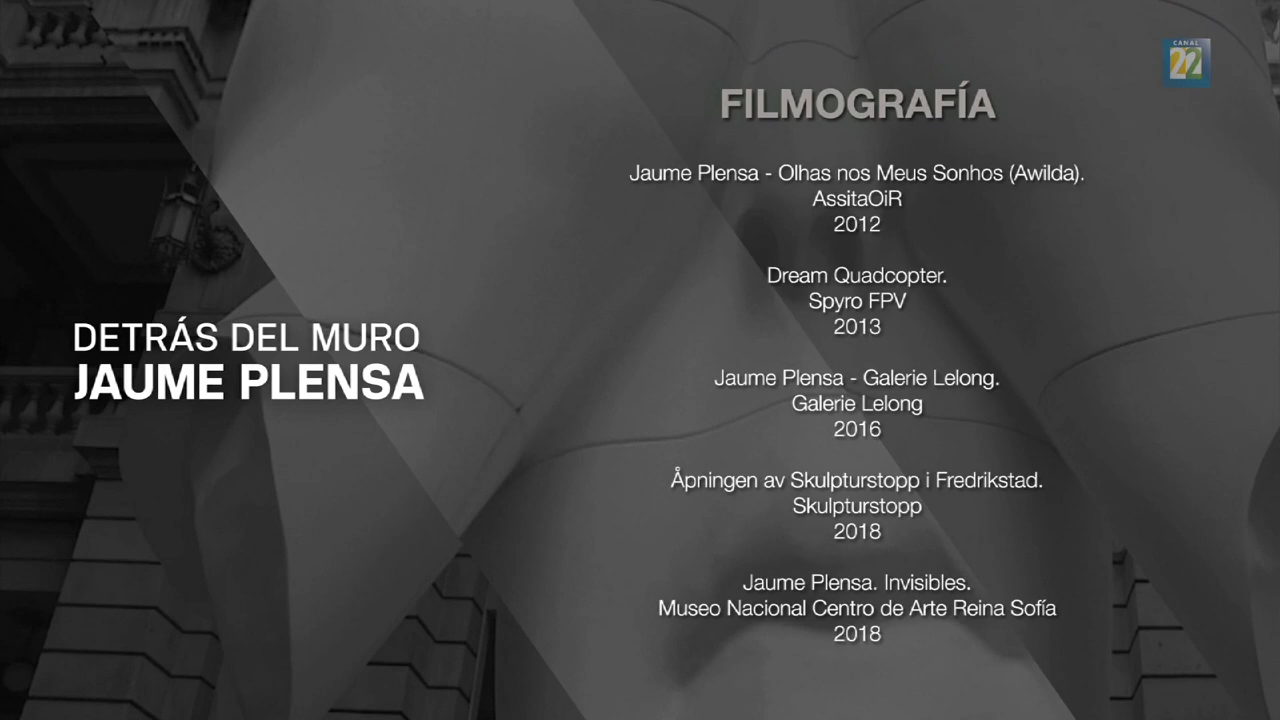 CANAL
22
FILMOGRAFÍA
Jaume Plensa - Olhas nos Meus Sonhos (Awilda).
AssitaOiR
2012
Dream Quadcopter.
Spyro FPV
2013
DETRÁS DEL MURO
JAUME PLENSA
Jaume Plensa - Galerie Lelong.
Galerie Lelong
2016
Åpningen av Skulpturstopp i Fredrikstad.
Skulpturstopp
2018
Jaume Plensa. Invisibles.
Museo Nacional Centro de Arte Reina Sofía
2018